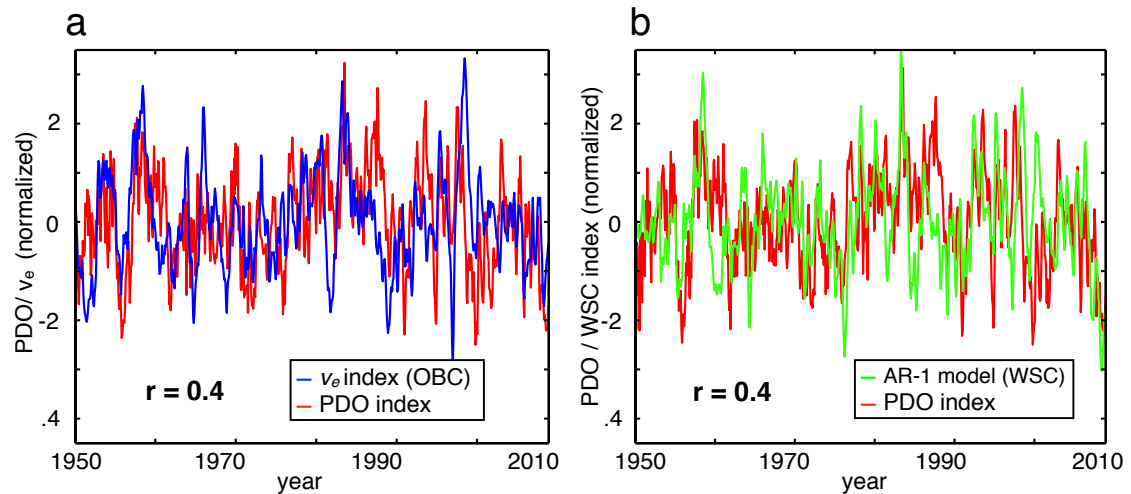 a
PDO/ vₑ (normalized)
2
0
-2
.4
vₑ index (OBC)
PDO index
r = 0.4
1950
1970
1990
2010
year
b
PDO / WSC index (normalized)
2
0
-2
.4
AR-1 model (WSC)
PDO index
r = 0.4
1950
1970
1990
2010
year